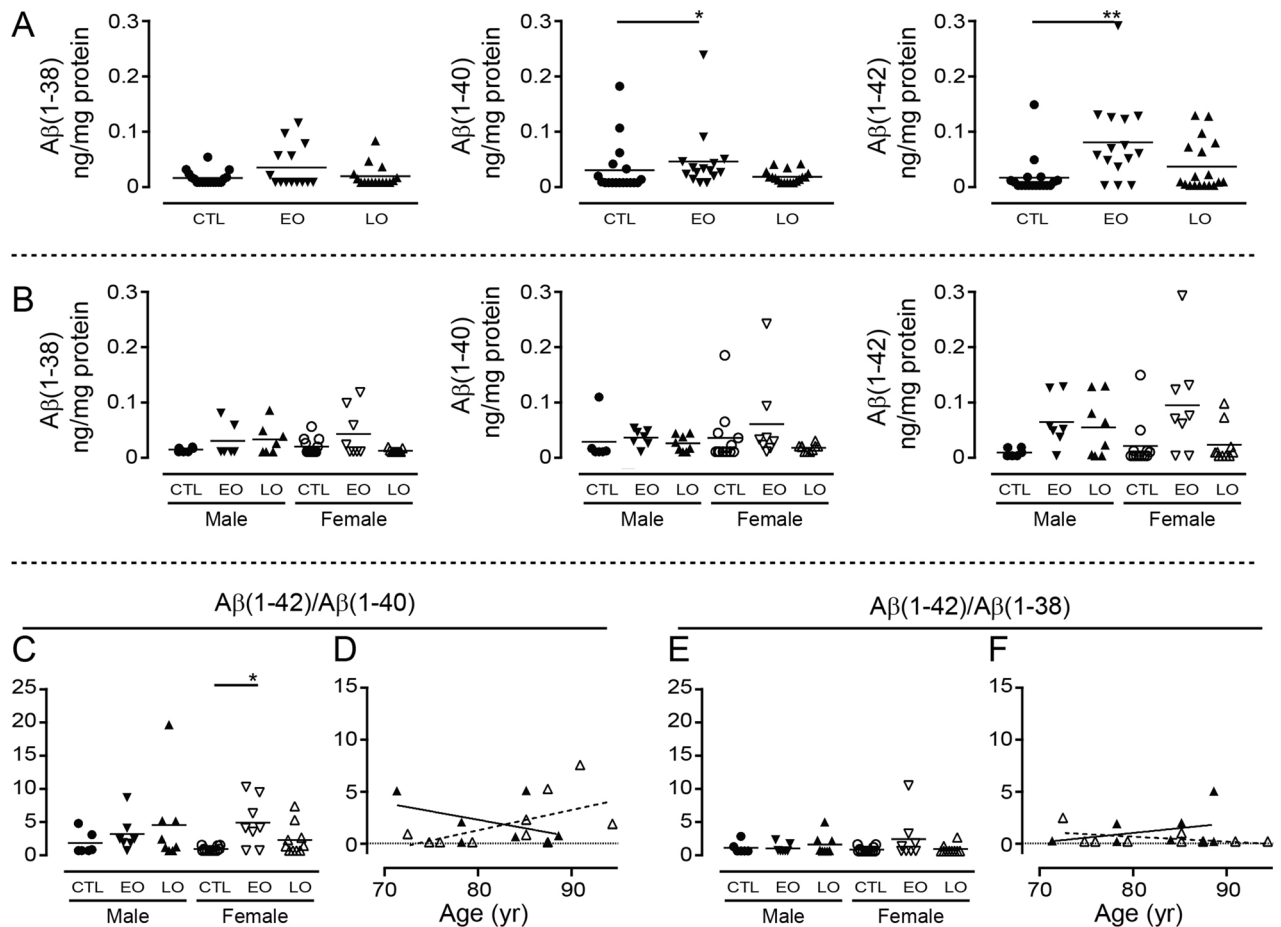 A
Aβ(1-38)
ng/mg protein
0.3
0.2
0.1
0
CTL EO LO
Aβ(1-40)
ng/mg protein
0.3
0.2
0.1
0
*
CTL EO LO
Aβ(1-42)
ng/mg protein
0.3
0.2
0.1
0
**
CTL EO LO
B
Aβ(1-38)
ng/mg protein
0.3
0.2
0.1
0
CTL EO LO CTL EO LO
Male Female
Aβ(1-40)
ng/mg protein
0.3
0.2
0.1
0
CTL EO LO CTL EO LO
Male Female
Aβ(1-42)
ng/mg protein
0.3
0.2
0.1
0
CTL EO LO CTL EO LO
Male Female
Aβ(1-42)/Aβ(1-40)
C
25
20
15
10
5
0
*
CTL EO LO CTL EO LO
Male Female
D
15
10
5
0
70 80 90
Age (yr)
Aβ(1-42)/Aβ(1-38)
E
25
20
15
10
5
0
CTL EO LO CTL EO LO
Male Female
F
15
10
5
0
70 80 90
Age (yr)